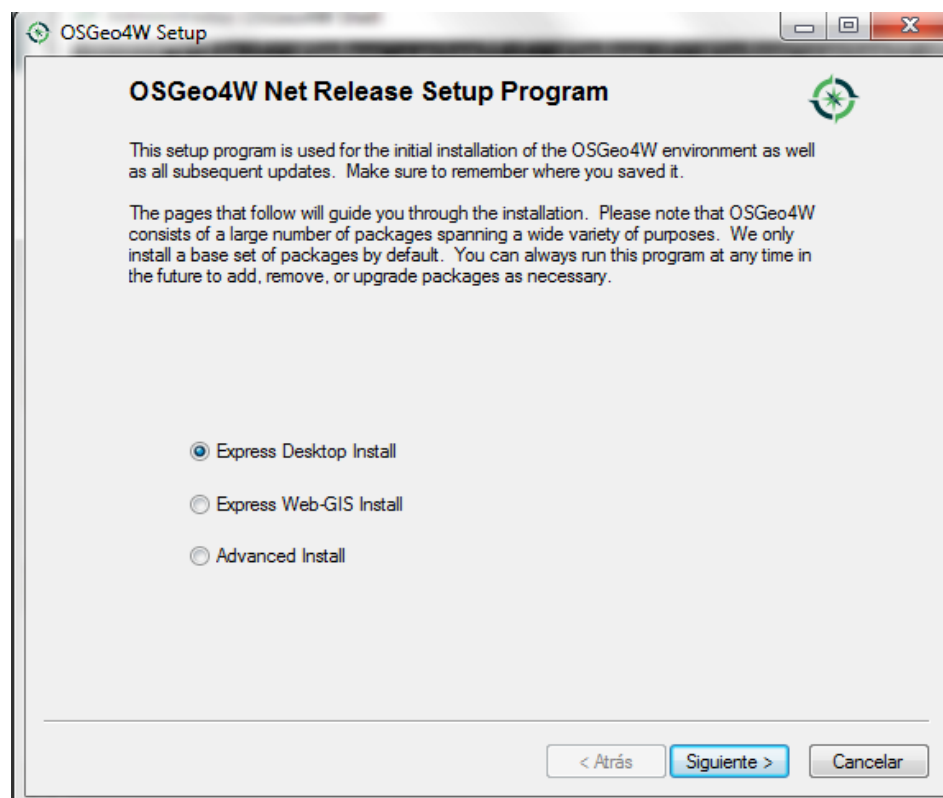 OSGeo4W Setup
OSGeo4W Net Release Setup Program
This setup program is used for the initial installation of the OSGeo4W environment as well
as all subsequent updates.  Make sure to remember where you saved it.
The pages that follow will guide you through the installation.  Please note that OSGeo4W
consists of a large number of packages spanning a wide variety of purposes.  We only
install a base set of packages by default.  You can always run this program at any time in
the future to add, remove, or upgrade packages as necessary.
Express Desktop Install
Express Web-GIS Install
Advanced Install
< Atrás
Siguiente >
Cancelar